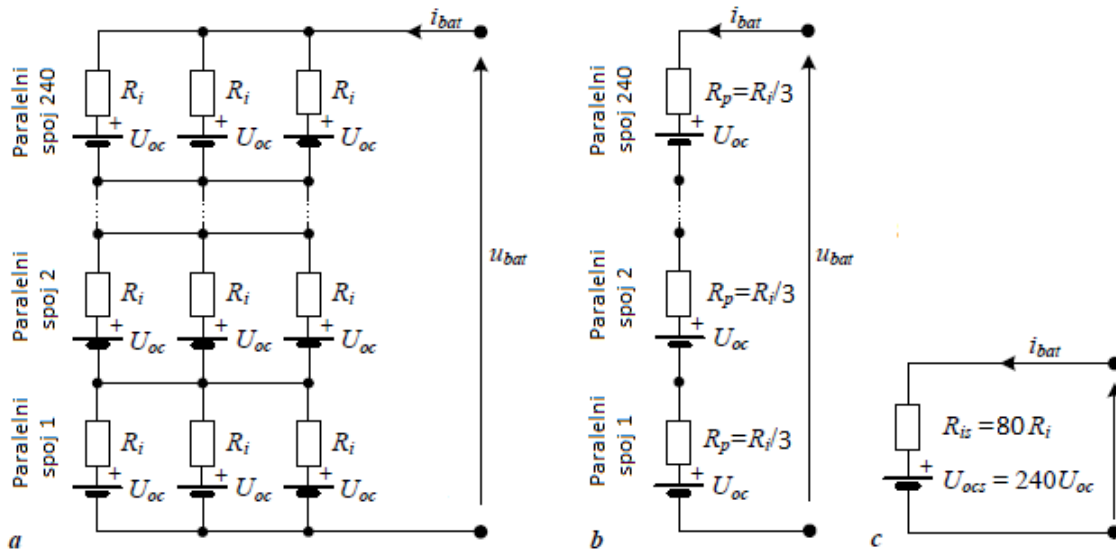 i_bat
Paralelni spoj 240
R_i
R_i
R_i
+
+
+
U_oc
U_oc
U_oc
Paralelni spoj 2
R_i
R_i
R_i
+
+
+
U_oc
U_oc
U_oc
Paralelni spoj 1
R_i
R_i
R_i
+
+
+
U_oc
U_oc
U_oc
u_bat
a
i_bat
Paralelni spoj 240
R_p=R_i/3
+
U_oc
Paralelni spoj 2
R_p=R_i/3
+
U_oc
Paralelni spoj 1
R_p=R_i/3
+
U_oc
u_bat
b
i_bat
R_is =80 R_i
+
U_ocs = 240U_oc
c